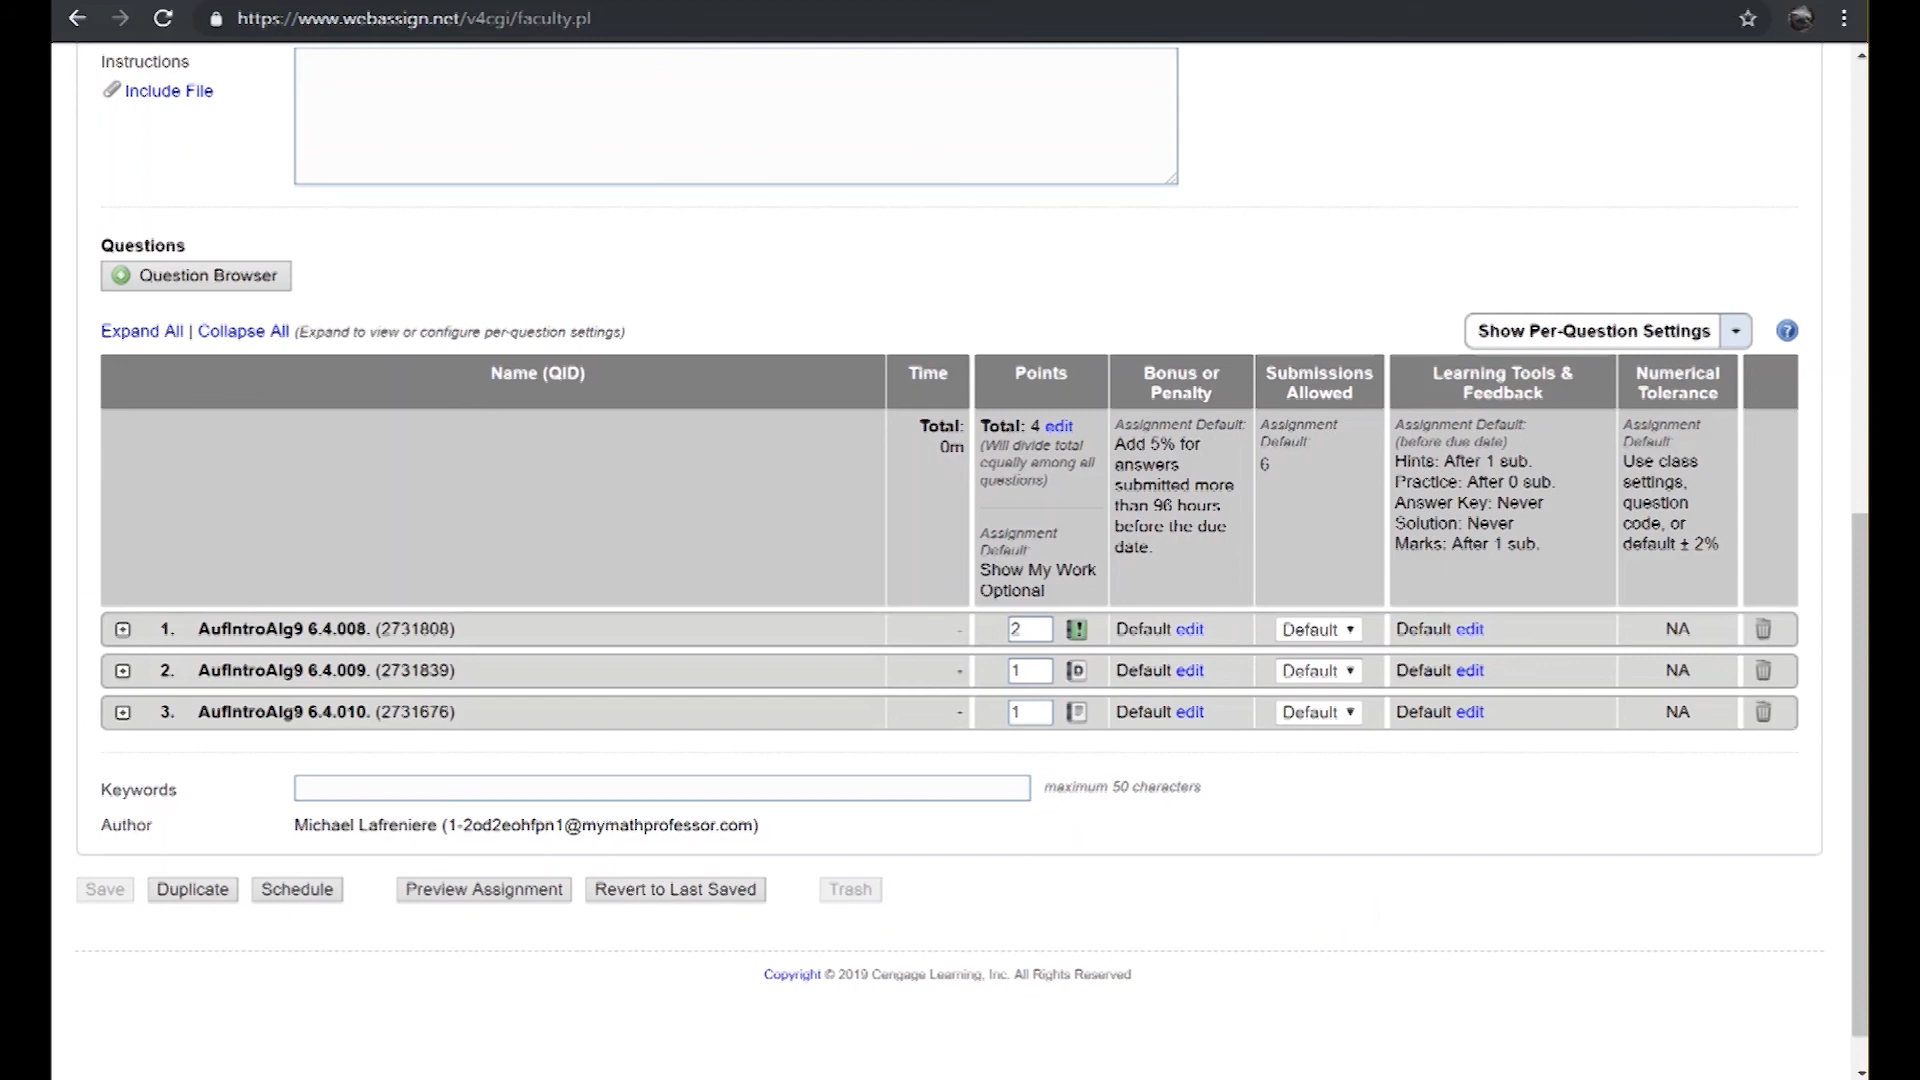 https://www.webassign.net/v4cgi/faculty.pl
Instructions
Include File
Questions
Question Browser
Expand All | Collapse All (Expand to view or configure per-question settings)
Show Per-Question Settings
?
Name (QID)
Time
Points
Bonus or
Penalty
Submissions
Allowed
Learning Tools &
Feedback
Numerical
Tolerance
Total:
0m
Total: 4 edit
(Will divide total
equally among all
questions)
Assignment
Default:
Show My Work
Optional
Assignment Default:
Add 5% for
answers
submitted more
than 96 hours
before the due
date.
Assignment
Default:
6
Assignment Default:
(before due date)
Hints: After 1 sub.
Practice: After 0 sub.
Answer Key: Never
Solution: Never
Marks: After 1 sub.
Assignment
Default:
Use class
settings,
question
code, or
default ± 2%
1. AufIntroAlg9 6.4.008. (2731808) - 2 ! Default edit Default Default edit NA
2. AufIntroAlg9 6.4.009. (2731839) - 1 D Default edit Default Default edit NA
3. AufIntroAlg9 6.4.010. (2731676) - 1 Default edit Default Default edit NA
Keywords
maximum 50 characters
Author
Michael Lafreniere (1-2od2eohfpn1@mymathprofessor.com)
Save Duplicate Schedule Preview Assignment Revert to Last Saved Trash
Copyright © 2019 Cengage Learning, Inc. All Rights Reserved